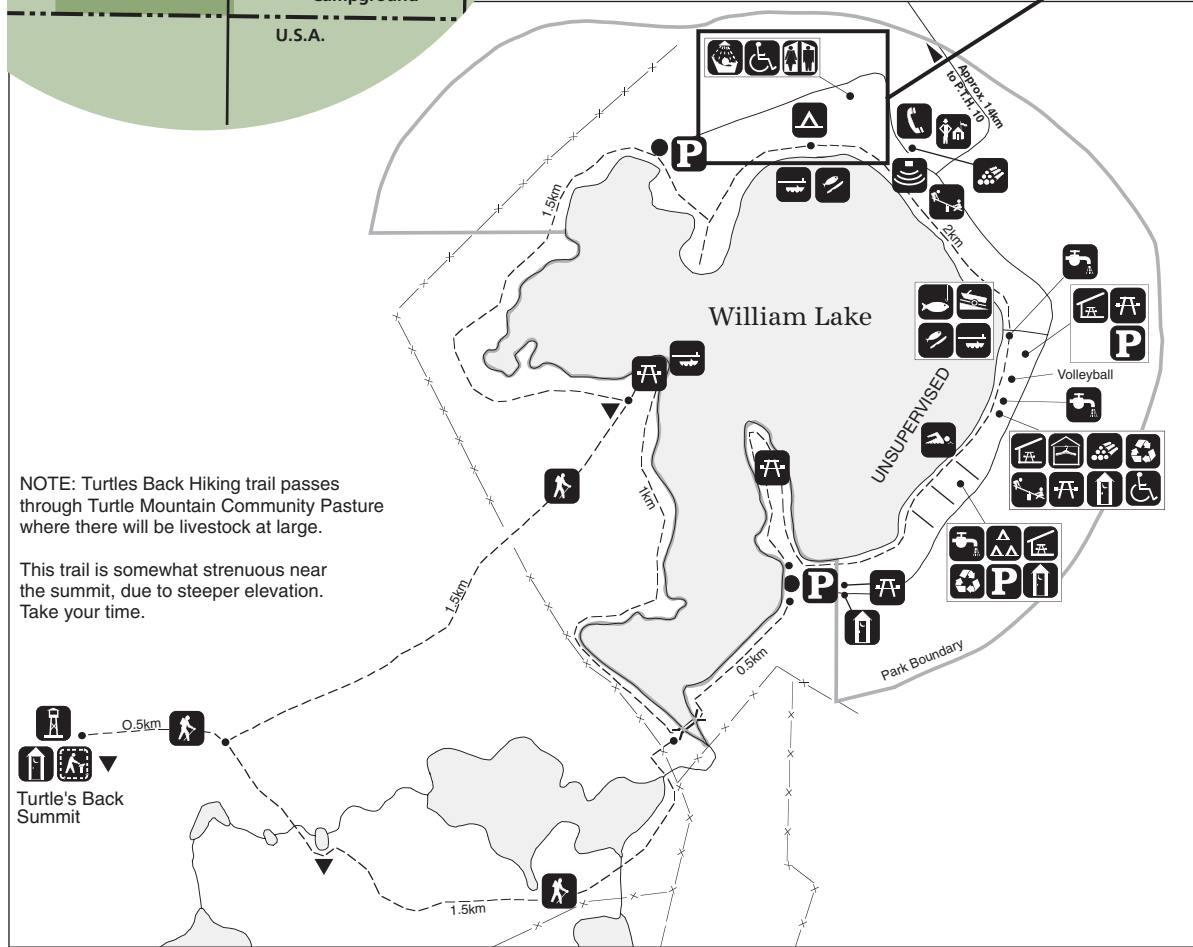 Campground
U.S.A.
Approx. 14km
to P.T.H. 10
P
1.5km
2km
William Lake
P
Volleyball
UNSUPERVISED
1km
NOTE: Turtles Back Hiking trail passes
through Turtle Mountain Community Pasture
where there will be livestock at large.
This trail is somewhat strenuous near
the summit, due to steeper elevation.
Take your time.
P
P
1.5km
0.5km
Park Boundary
O.5km
Turtle's Back
Summit
1.5km